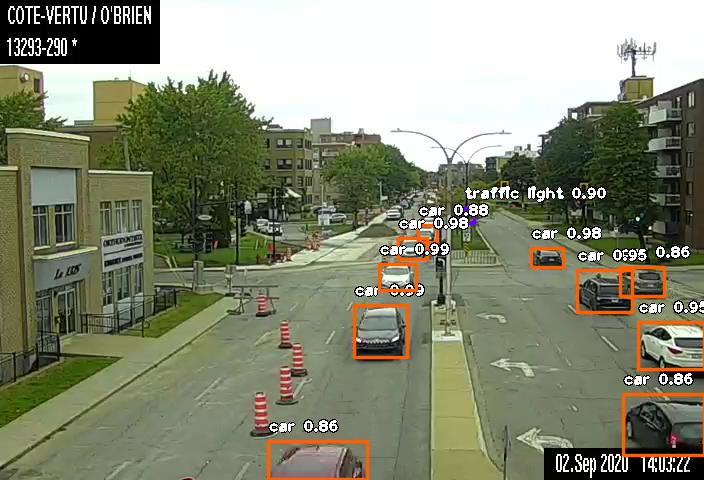 COTE-VERTU / O'BRIEN
13293-290 *
traffic light 0.90
car 0.88
car 0.98
car 0.98
car 0.99
car 0.95
0.86
car 0.99
car 0.95
car 0.86
car 0.86
ORTHODONTISTE
02.Sep 2020 14:03:22